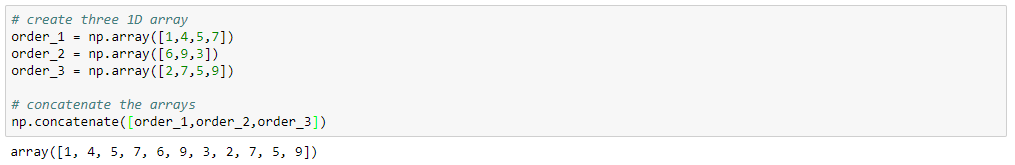 # create three 1D array
order_1 = np.array([1,4,5,7])
order_2 = np.array([6,9,3])
order_3 = np.array([2,7,5,9])
# concatenate the arrays
np.concatenate([order_1,order_2,order_3])
array([1, 4, 5, 7, 6, 9, 3, 2, 7, 5, 9])